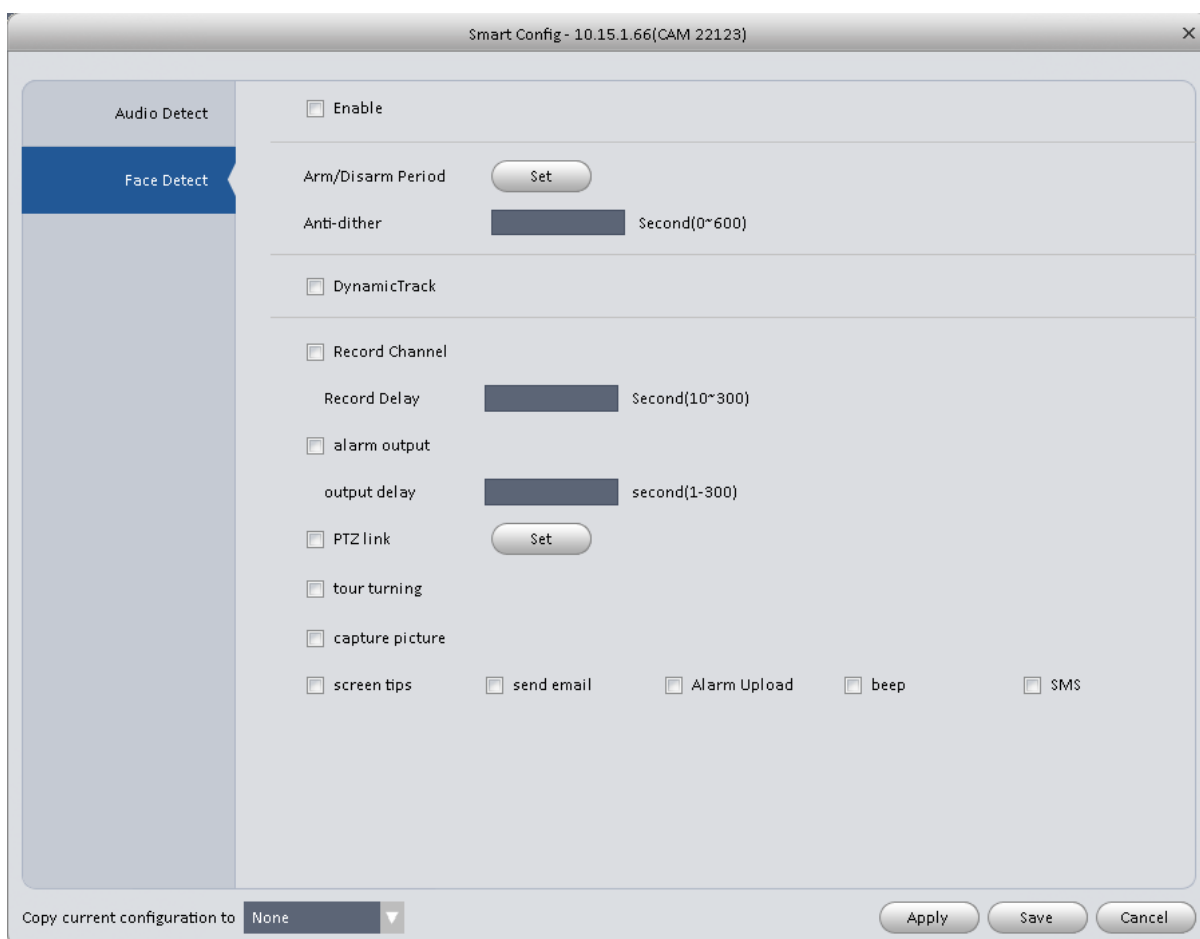 Smart Config - 10.15.1.66(CAM 22123)
Audio Detect
Face Detect
Enable
Arm/Disarm Period Set
Anti-dither Second(0~600)
DynamicTrack
Record Channel
Record Delay Second(10~300)
alarm output
output delay second(1-300)
PTZ link Set
tour turning
capture picture
screen tips send email Alarm Upload beep SMS
Copy current configuration to None Apply Save Cancel